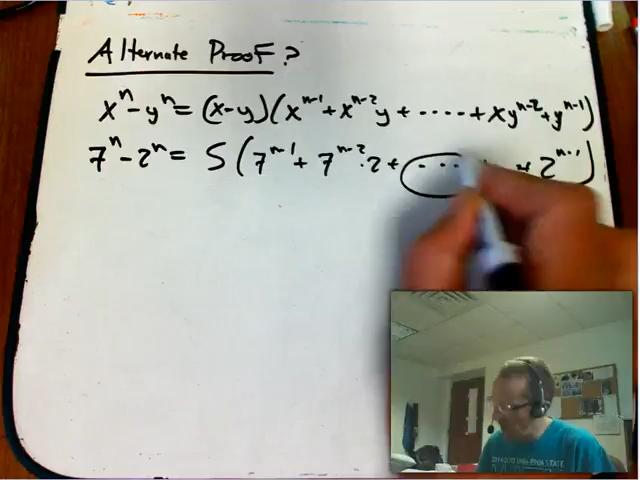 Alternate Proof?
xⁿ - yⁿ = (x-y)(xⁿ⁻¹ + xⁿ⁻²y + ····· + xyⁿ⁻² + yⁿ⁻¹)
7ⁿ - 2ⁿ = 5(7ⁿ⁻¹ + 7ⁿ⁻²·2 + ···· + 2ⁿ⁻¹)
STATE